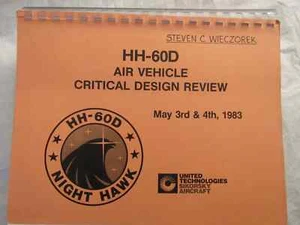 STEVEN C WIECZOREK
HH-60D
AIR VEHICLE
CRITICAL DESIGN REVIEW
May 3rd & 4th, 1983
HH-60D
NIGHT HAWK
UNITED
TECHNOLOGIES
SIKORSKY
AIRCRAFT